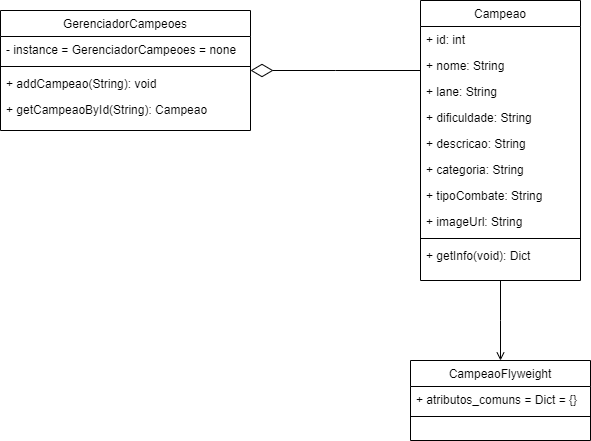 GerenciadorCampeoes
- instance = GerenciadorCampeoes = none
+ addCampeao(String): void
+ getCampeaoById(String): Campeao
Campeao
+ id: int
+ nome: String
+ lane: String
+ dificuldade: String
+ descricao: String
+ categoria: String
+ tipoCombate: String
+ imageUrl: String
+ getInfo(void): Dict
CampeaoFlyweight
+ atributos_comuns = Dict = {}